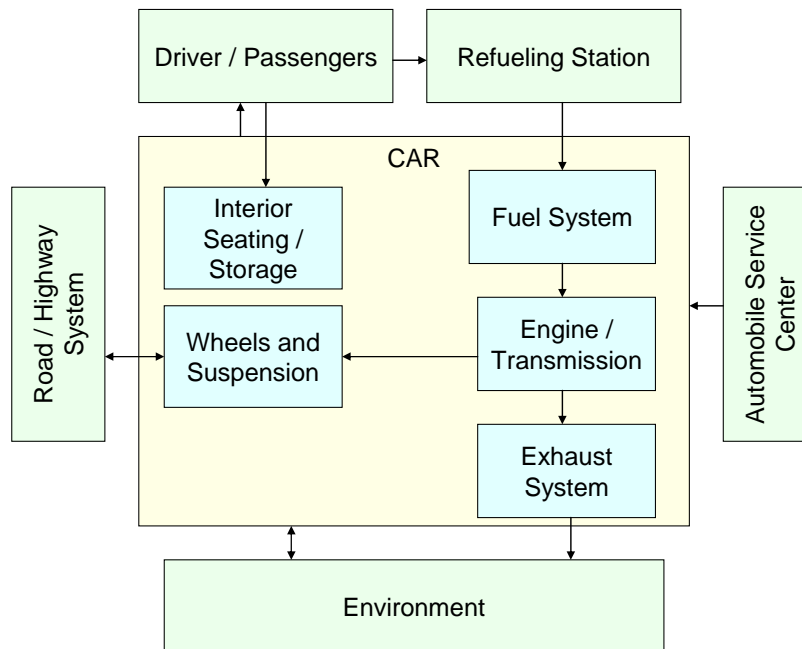 Driver / Passengers
Refueling Station
CAR
Interior
Seating /
Storage
Fuel System
Road / Highway
System
Wheels and
Suspension
Engine /
Transmission
Automobile Service
Center
Exhaust
System
Environment